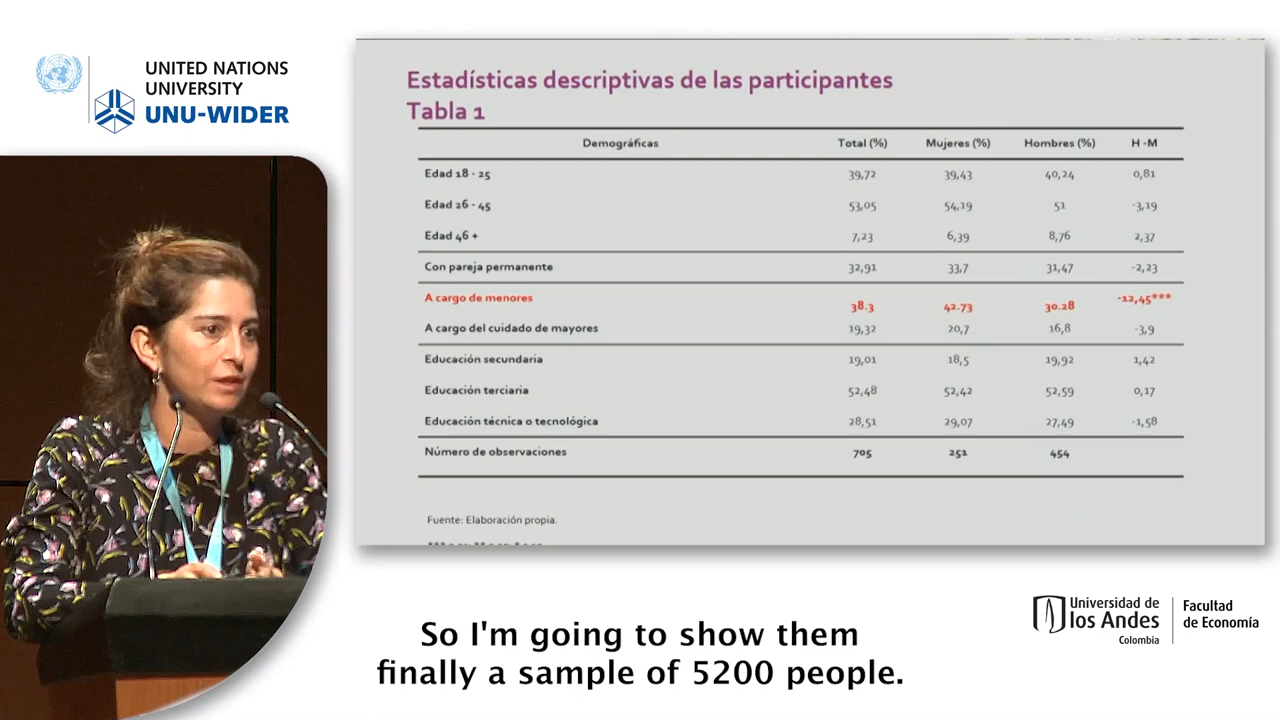 UNITED NATIONS
UNIVERSITY
UNU-WIDER
Estadísticas descriptivas de las participantes
Tabla 1
Demográficas Total (%) Mujeres (%) Hombres (%) H -M
Edad 18 - 25 39,72 39,43 40,24 0,81
Edad 26 - 45 53,05 54,19 51 -3,19
Edad 46 + 7,23 6,39 8,76 2,37
Con pareja permanente 32,91 33,7 31,47 -2,23
A cargo de menores 38.3 42.73 30.28 -12,45***
A cargo del cuidado de mayores 19,32 20,7 16,8 -3,9
Educación secundaria 19,01 18,5 19,92 1,42
Educación terciaria 52,48 52,42 52,59 0,17
Educación técnica o tecnológica 28,51 29,07 27,49 -1,58
Número de observaciones 705 251 454
Fuente: Elaboración propia.
So I'm going to show them
finally a sample of 5200 people.
Universidad de
los Andes
Colombia
Facultad
de Economía